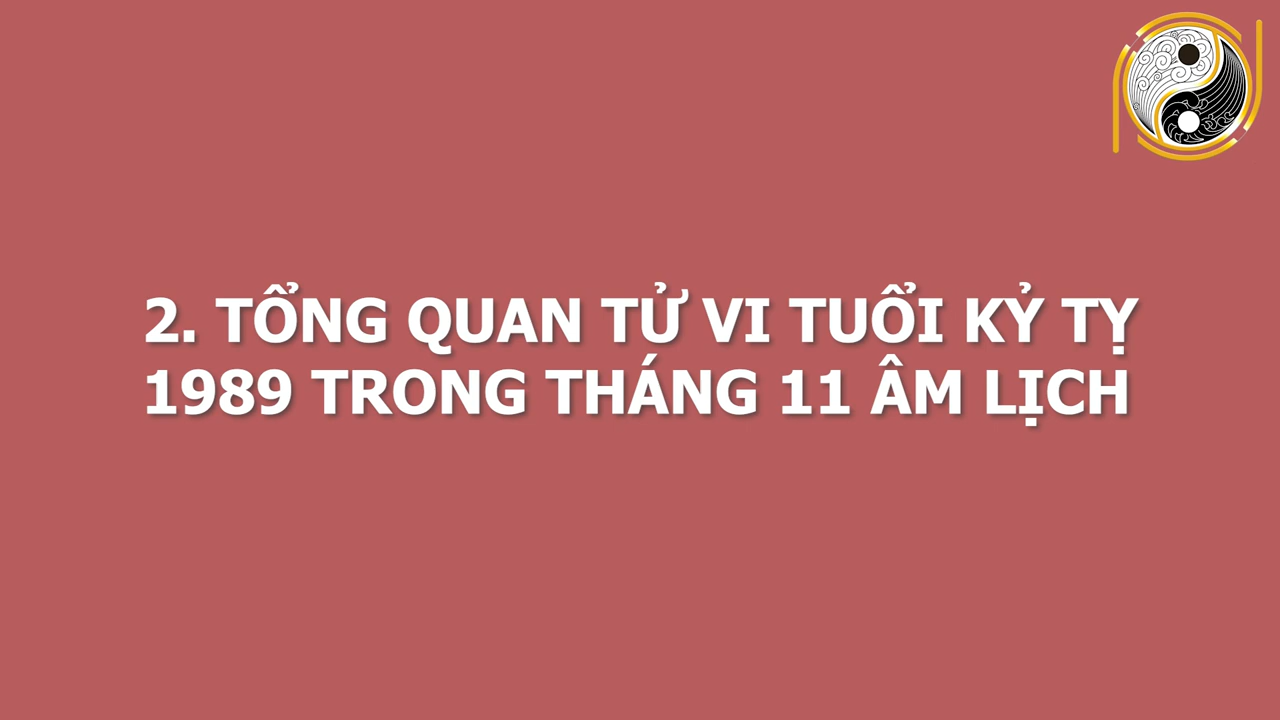 2. TỔNG QUAN TỬ VI TUỔI KỶ TỴ
1989 TRONG THÁNG 11 ÂM LỊCH